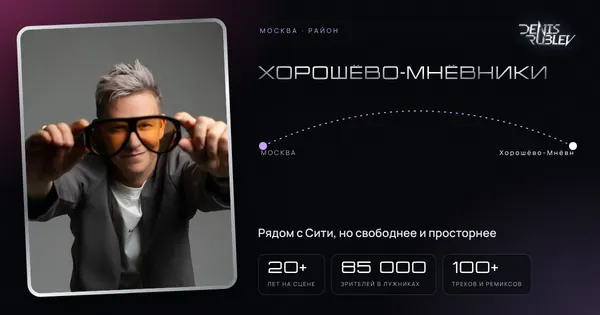 МОСКВА · РАЙОН
DENIS
RUBLEV
ХОРОШЁВО-МНЁВНИКИ
МОСКВА
Хорошёво-Мнёвн
Рядом с Сити, но свободнее и просторнее
20+
ЛЕТ НА СЦЕНЕ
85 000
ЗРИТЕЛЕЙ В ЛУЖНИКАХ
100+
ТРЕКОВ И РЕМИКСОВ